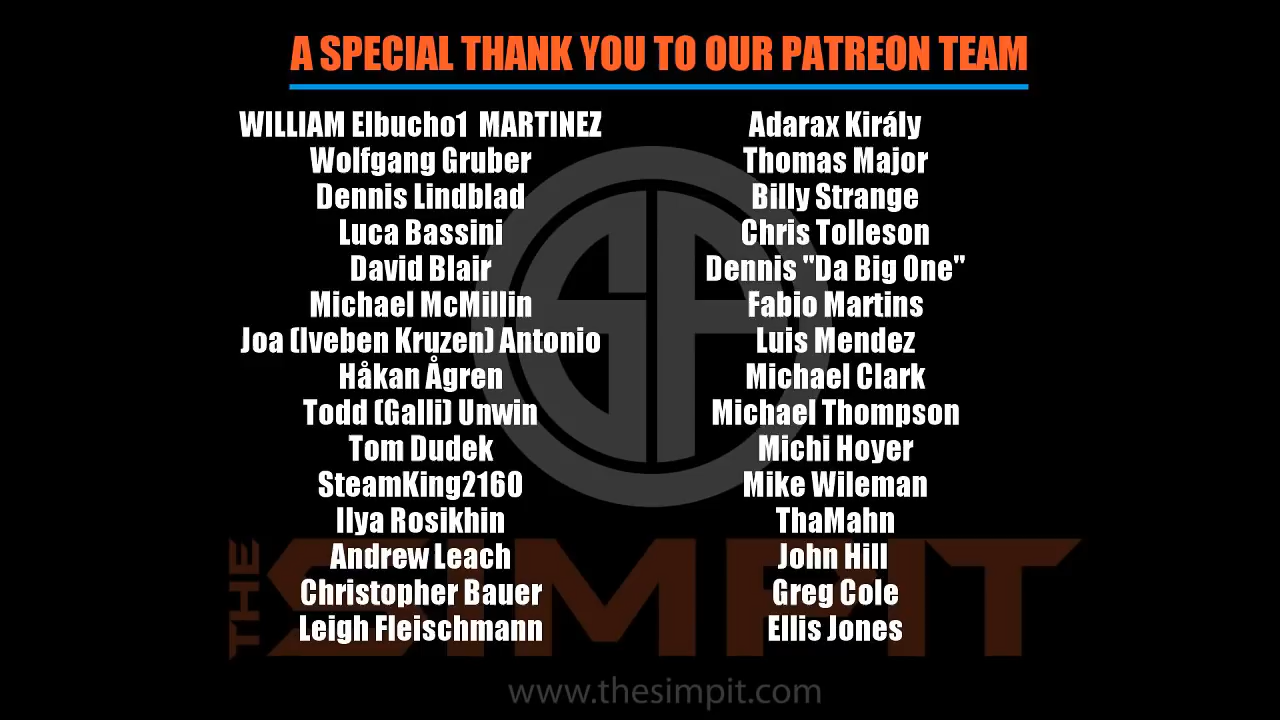 A SPECIAL THANK YOU TO OUR PATREON TEAM
WILLIAM Elbucho1 MARTINEZ
Wolfgang Gruber
Dennis Lindblad
Luca Bassini
David Blair
Michael McMillin
Joa (Iveben Kruzen) Antonio
Håkan Ågren
Todd (Galli) Unwin
Tom Dudek
SteamKing2160
Ilya Rosikhin
Andrew Leach
Christopher Bauer
Leigh Fleischmann
Adarax Király
Thomas Major
Billy Strange
Chris Tolleson
Dennis "Da Big One"
Fabio Martins
Luis Mendez
Michael Clark
Michael Thompson
Michi Hoyer
Mike Wileman
ThaMahn
John Hill
Greg Cole
Ellis Jones
SP
THE SIMPIT
www.thesimpit.com